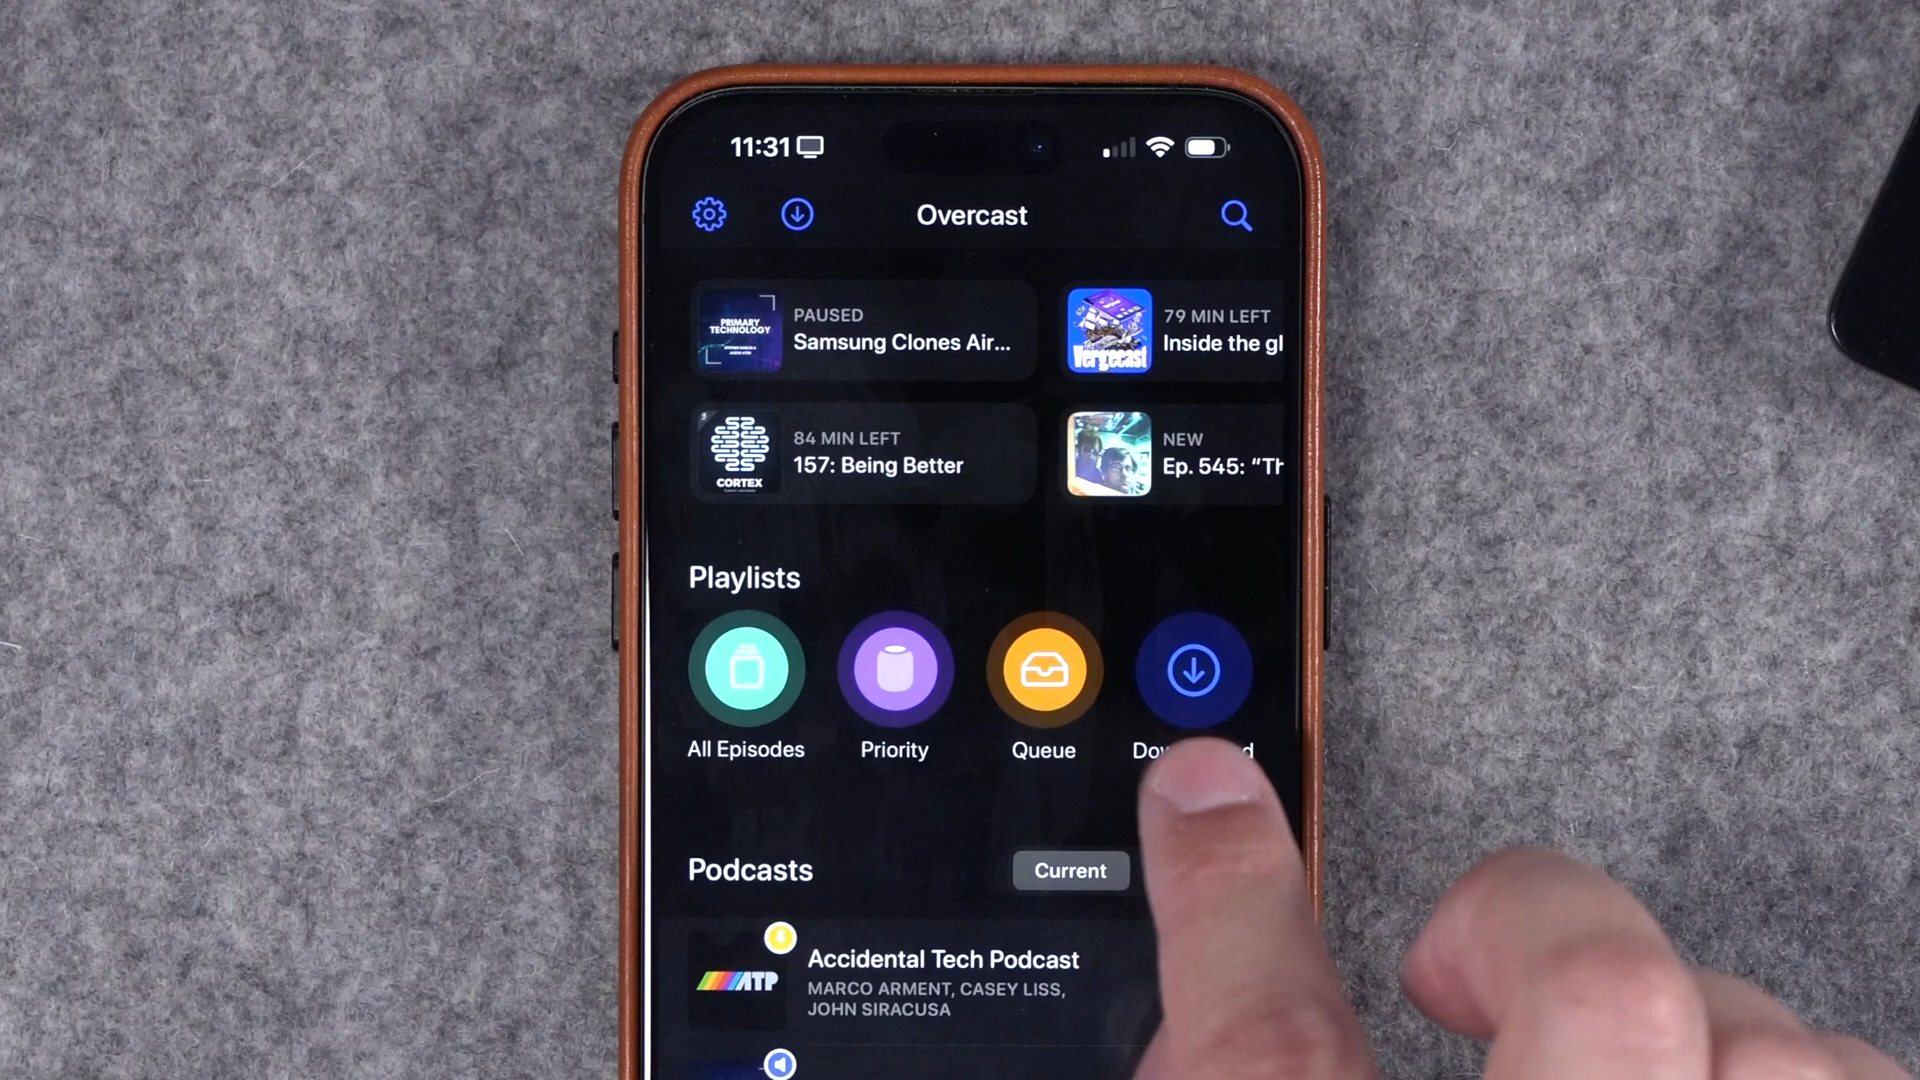 11:31
Overcast
PRIMARY
TECHNOLOGY
PAUSED
Samsung Clones Air...
Vergecast
79 MIN LEFT
Inside the gl
CORTEX
84 MIN LEFT
157: Being Better
NEW
Ep. 545: “Th
Playlists
All Episodes
Priority
Queue
Podcasts
Current
ATP
Accidental Tech Podcast
MARCO ARMENT, CASEY LISS,
JOHN SIRACUSA